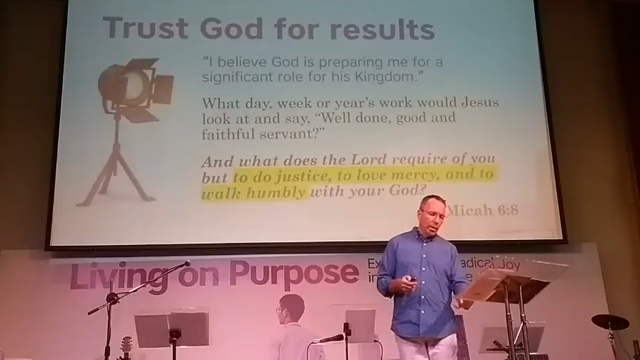 Trust God for results
“I believe God is preparing me for a
significant role for his Kingdom.”
What day, week or year's work would Jesus
look at and say, “Well done, good and
faithful servant?”
And what does the Lord require of you
but to do justice, to love mercy, and to
walk humbly with your God?
Micah 6:8
Living on Purpose
Joy
in